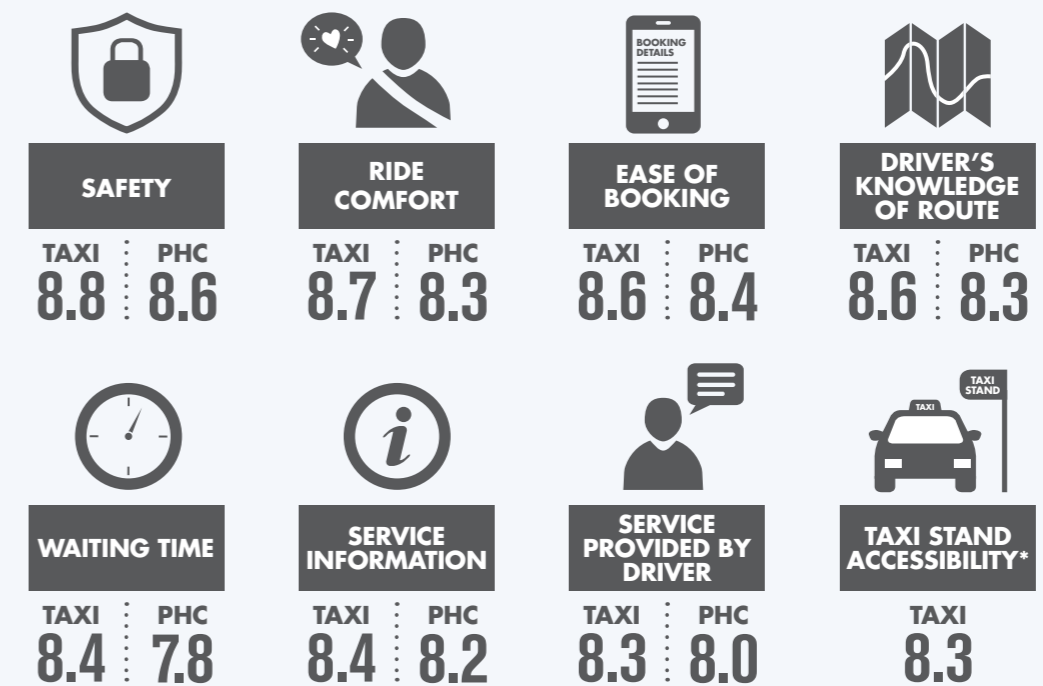 BOOKING
DETAILS
SAFETY
TAXI PHC
8.8 8.6
RIDE
COMFORT
TAXI PHC
8.7 8.3
EASE OF
BOOKING
TAXI PHC
8.6 8.4
DRIVER'S
KNOWLEDGE
OF ROUTE
TAXI PHC
8.6 8.3
WAITING TIME
TAXI PHC
8.4 7.8
SERVICE
INFORMATION
TAXI PHC
8.4 8.2
SERVICE
PROVIDED BY
DRIVER
TAXI PHC
8.3 8.0
TAXI
STAND
TAXI
TAXI STAND
ACCESSIBILITY*
TAXI
8.3